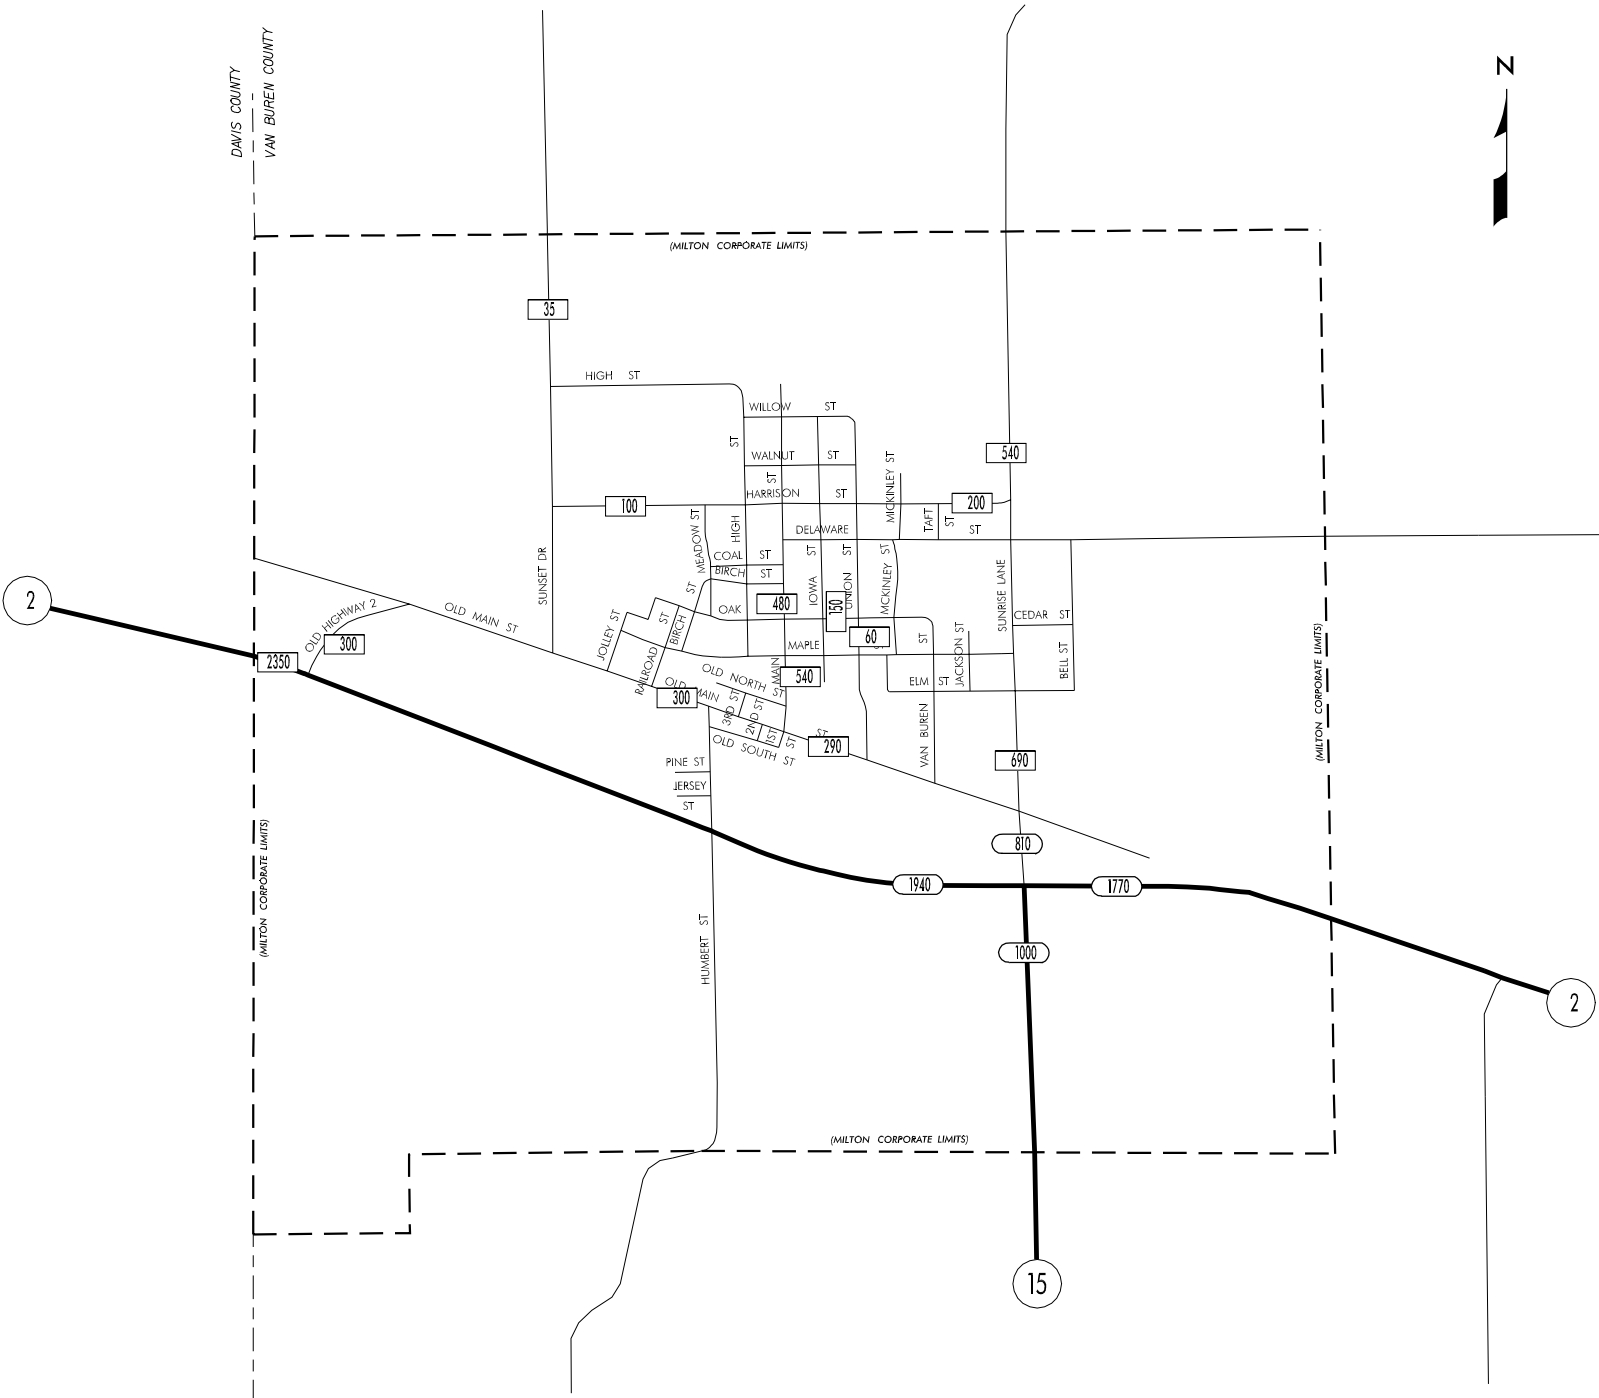 DAVIS COUNTY
VAN BUREN COUNTY
N
(MILTON CORPORATE LIMITS)
35
HIGH ST
WILLOW ST
ST
WALNUT ST
ST
MICKINLEY ST
540
HARRISON ST
100
200
MEADOW ST
HIGH
DELAWARE ST
TAFT ST
SUNSET DR
COAL ST
BIRCH ST
IOWA ST
UNION ST
MCKINLEY ST
SUNRISE LANE
2
OLD HIGHWAY 2
300
OLD MAIN ST
JOLLEY ST
RAILROAD ST
BIRCH ST
OAK
480
150
60
ST
CEDAR ST
JACKSON ST
BELL ST
2350
MAPLE ST
MAIN
540
OLD NORTH ST
OLD MAIN ST
300
ELM ST
3RD ST
2ND ST
1ST ST
OLD SOUTH ST
290
VAN BUREN
690
(MILTON CORPORATE LIMITS)
PINE ST
JERSEY
ST
810
1940
1770
(MILTON CORPORATE LIMITS)
HUMBERT ST
1000
2
(MILTON CORPORATE LIMITS)
15